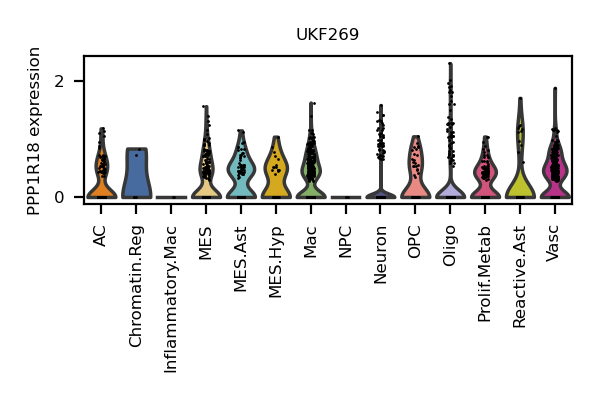 UKF269
PPP1R18 expression
2
0
AC
Chromatin.Reg
Inflammatory.Mac
MES
MES.Ast
MES.Hyp
Mac
NPC
Neuron
OPC
Oligo
Prolif.Metab
Reactive.Ast
Vasc